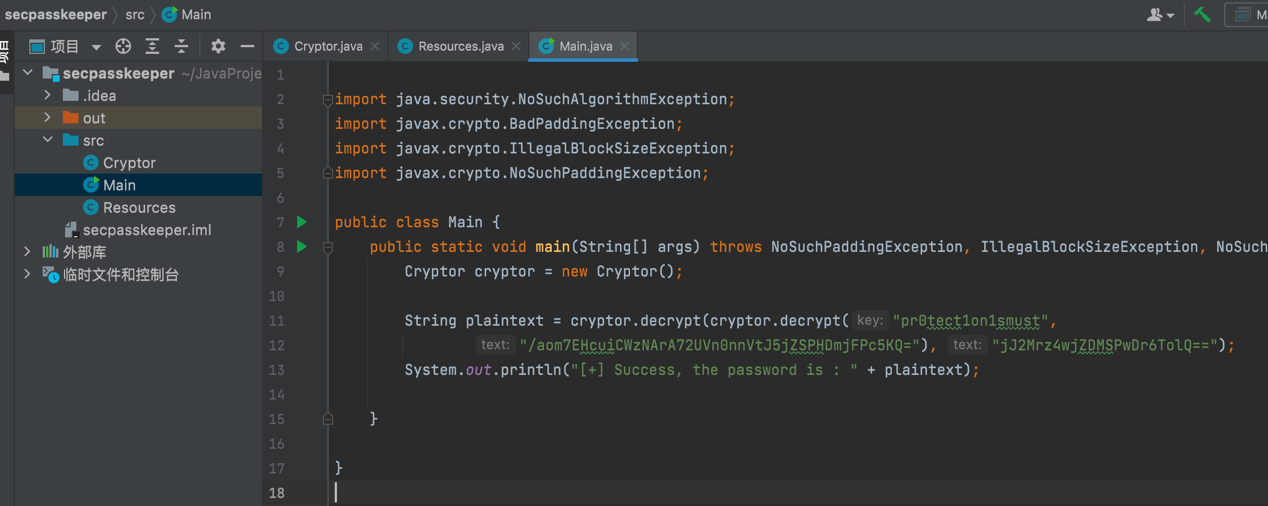 secpasskeeper src Main
项目
项目
Cryptor.java Resources.java Main.java
secpasskeeper ~/JavaProje
.idea
out
src
Cryptor
Main
Resources
secpasskeeper.iml
外部库
临时文件和控制台
1
2 import java.security.NoSuchAlgorithmException;
3 import javax.crypto.BadPaddingException;
4 import javax.crypto.IllegalBlockSizeException;
5 import javax.crypto.NoSuchPaddingException;
6
7 public class Main {
8 public static void main(String[] args) throws NoSuchPaddingException, IllegalBlockSizeException, NoSuch
9 Cryptor cryptor = new Cryptor();
10
11 String plaintext = cryptor.decrypt(cryptor.decrypt( key: "pr0tect1on1smust",
12 text: "/aom7EHcuiCWzNArA72UVn0nnVtJ5jZSPHDmjFPc5KQ="), text: "jJ2Mrz4wjZDMSPwDr6TolQ==");
13 System.out.println("[+] Success, the password is : " + plaintext);
14
15 }
16
17 }
18